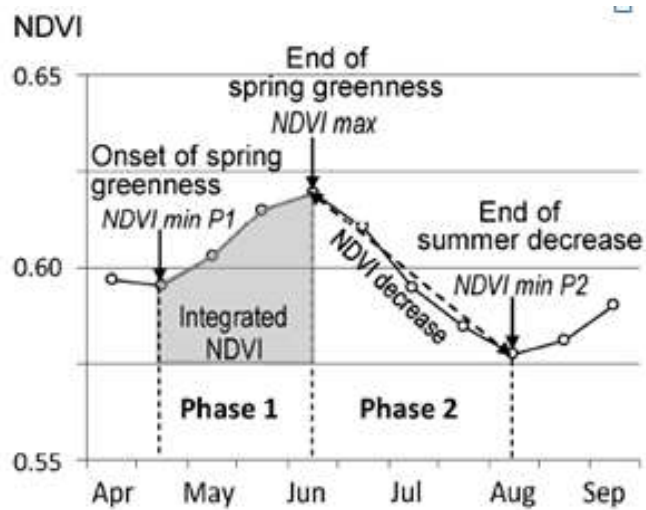 NDVI
0.65
End of
spring greenness
NDVI max
Onset of spring
greenness
NDVI min P1
End of
summer decrease
0.60
NDVI min P2
NDVI decrease
Integrated
NDVI
Phase 1
Phase 2
0.55
Apr May Jun Jul Aug Sep